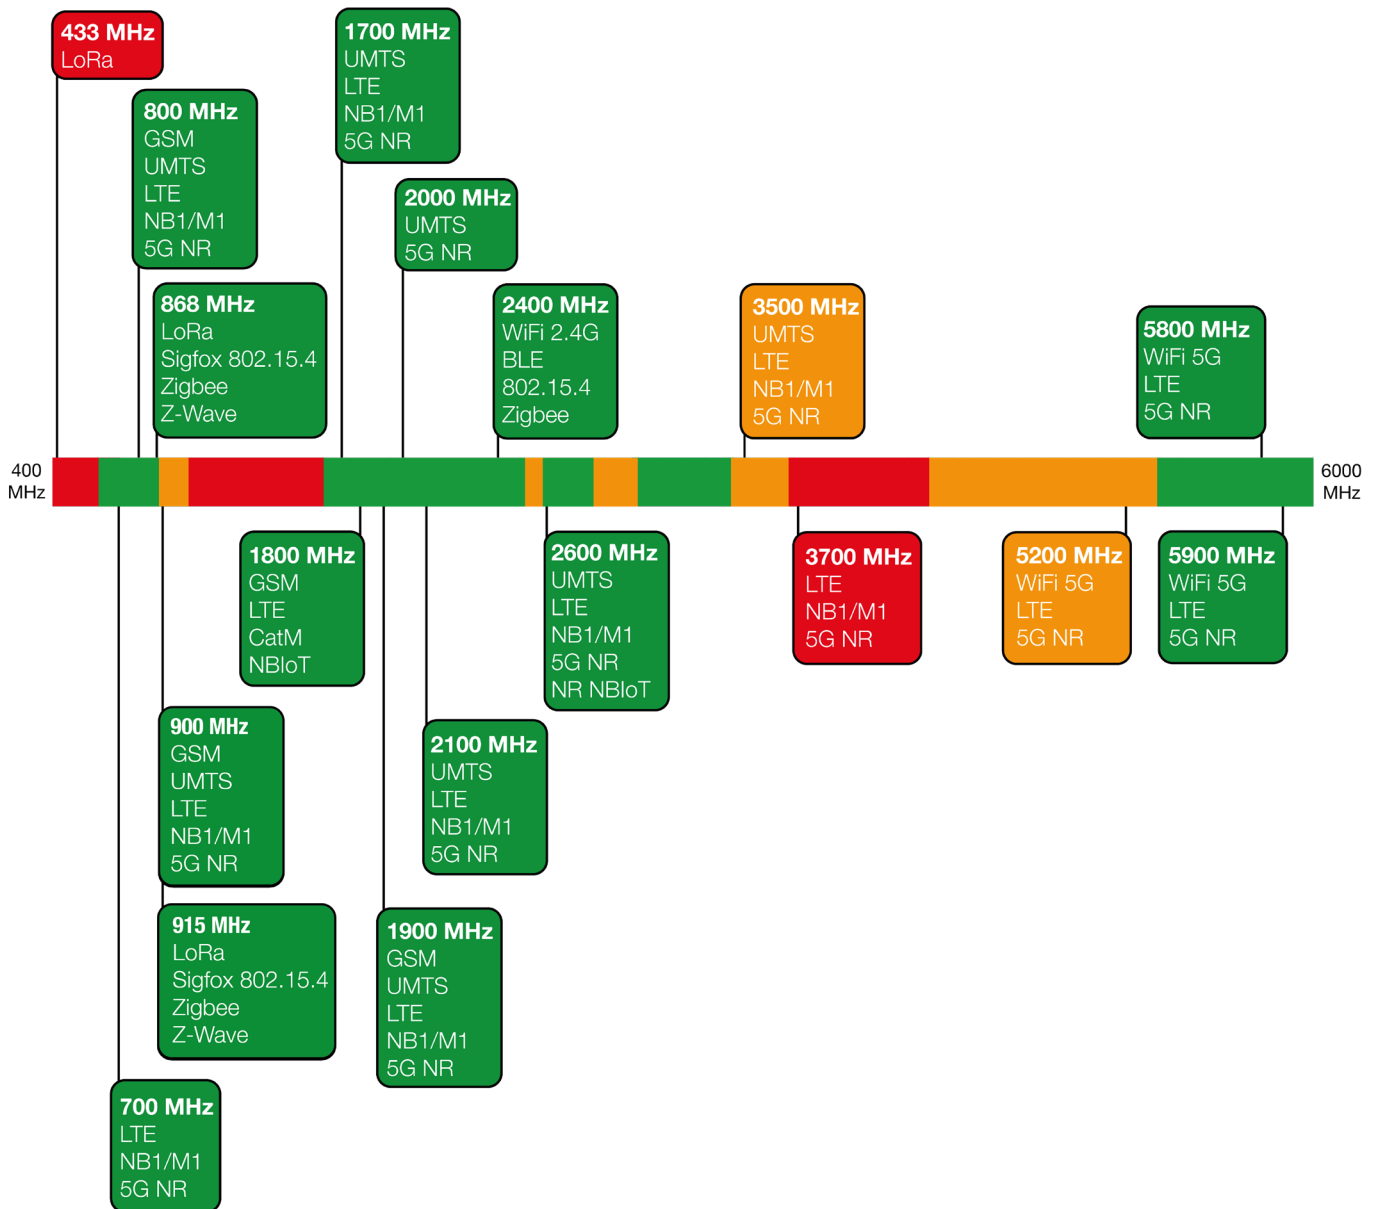 433 MHz
LoRa
800 MHz
GSM
UMTS
LTE
NB1/M1
5G NR
868 MHz
LoRa
Sigfox 802.15.4
Zigbee
Z-Wave
1700 MHz
UMTS
LTE
NB1/M1
5G NR
2000 MHz
UMTS
5G NR
2400 MHz
WiFi 2.4G
BLE
802.15.4
Zigbee
3500 MHz
UMTS
LTE
NB1/M1
5G NR
5800 MHz
WiFi 5G
LTE
5G NR
400
MHz
6000
MHz
1800 MHz
GSM
LTE
CatM
NBIoT
2600 MHz
UMTS
LTE
NB1/M1
5G NR
NR NBIoT
3700 MHz
LTE
NB1/M1
5G NR
5200 MHz
WiFi 5G
LTE
5G NR
5900 MHz
WiFi 5G
LTE
5G NR
900 MHz
GSM
UMTS
LTE
NB1/M1
5G NR
2100 MHz
UMTS
LTE
NB1/M1
5G NR
915 MHz
LoRa
Sigfox 802.15.4
Zigbee
Z-Wave
1900 MHz
GSM
UMTS
LTE
NB1/M1
5G NR
700 MHz
LTE
NB1/M1
5G NR